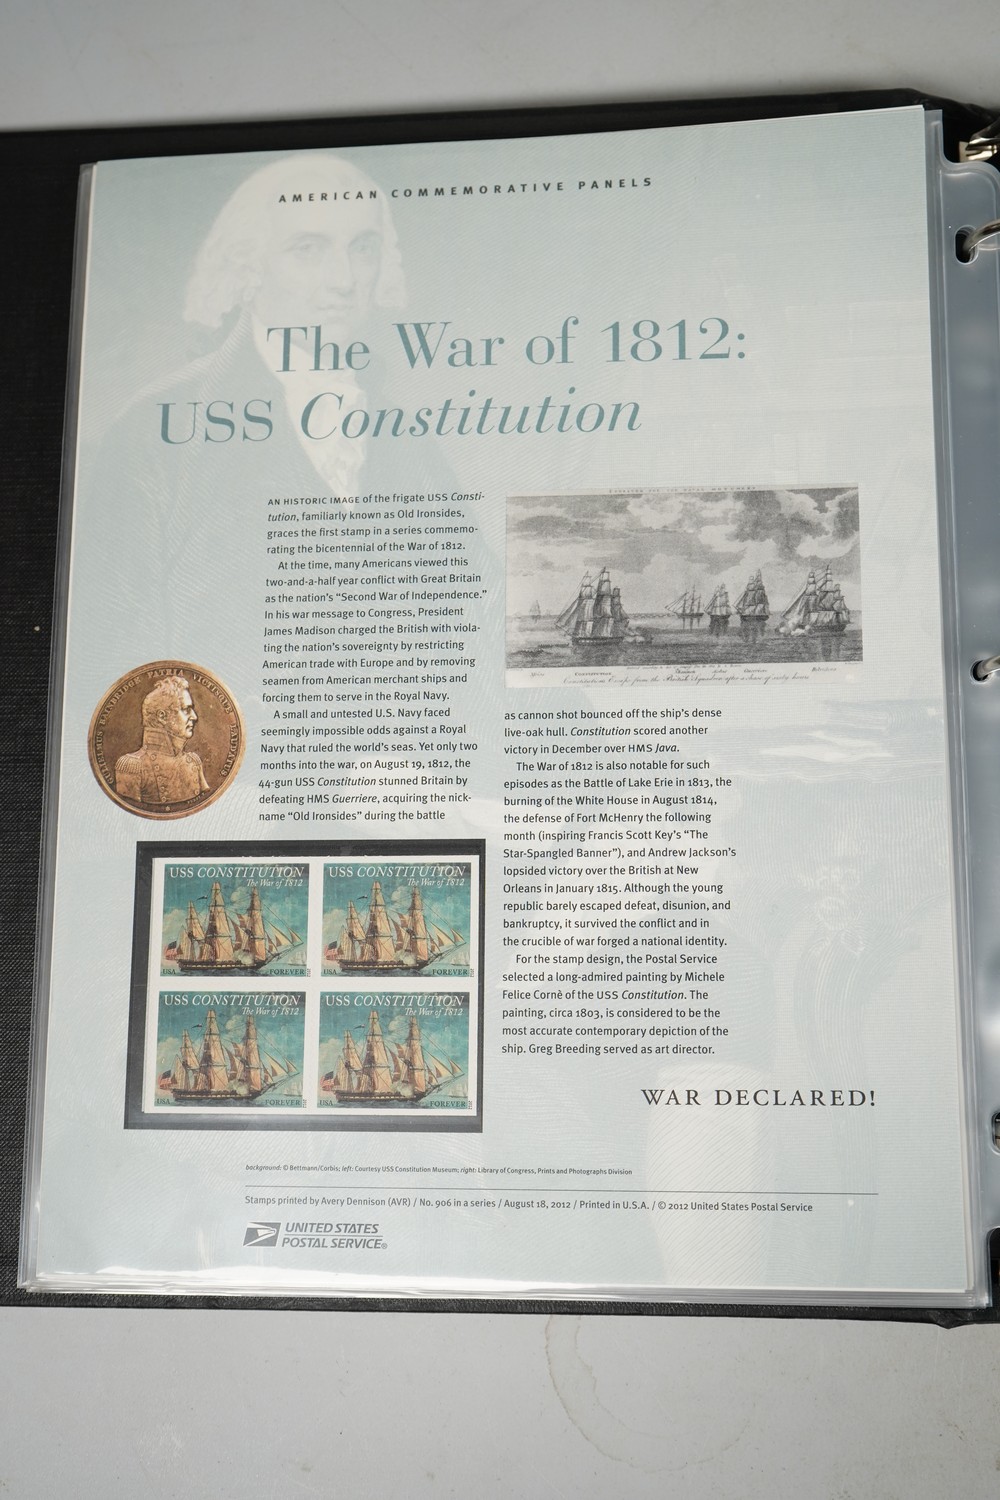 AMERICAN COMMEMORATIVE PANELS
The War of 1812:
USS Constitution
AN HISTORIC IMAGE of the frigate USS Consti-
tution, familiarly known as Old Ironsides,
graces the first stamp in a series commemo-
rating the bicentennial of the War of 1812.
At the time, many Americans viewed this
two-and-a-half year conflict with Great Britain
as the nation's “Second War of Independence.”
In his war message to Congress, President
James Madison charged the British with viola-
ting the nation's sovereignty by restricting
American trade with Europe and by removing
seamen from American merchant ships and
forcing them to serve in the Royal Navy.
A small and untested U.S. Navy faced
seemingly impossible odds against a Royal
Navy that ruled the world's seas. Yet only two
months into the war, on August 19, 1812, the
44-gun USS Constitution stunned Britain by
defeating HMS Guerriere, acquiring the nick-
name “Old Ironsides” during the battle
as cannon shot bounced off the ship's dense
live-oak hull. Constitution scored another
victory in December over HMS Java.
The War of 1812 is also notable for such
episodes as the Battle of Lake Erie in 1813, the
burning of the White House in August 1814,
the defense of Fort McHenry the following
month (inspiring Francis Scott Key's “The
Star-Spangled Banner”), and Andrew Jackson's
lopsided victory over the British at New
Orleans in January 1815. Although the young
republic barely escaped defeat, disunion, and
bankruptcy, it survived the conflict and in
the crucible of war forged a national identity.
For the stamp design, the Postal Service
selected a long-admired painting by Michele
Felice Cornè of the USS Constitution. The
painting, circa 1803, is considered to be the
most accurate contemporary depiction of the
ship. Greg Breeding served as art director.
WAR DECLARED!
Constitution's Escape from the British Squadron after a chase of sixty hours
PATRIA VICTISQUE LAUDATUS
USS CONSTITUTION
The War of 1812
USA FOREVER
USS CONSTITUTION
The War of 1812
USA FOREVER
USS CONSTITUTION
The War of 1812
USA FOREVER
USS CONSTITUTION
The War of 1812
USA FOREVER
background: © Bettmann/Corbis; left: Courtesy USS Constitution Museum; right: Library of Congress, Prints and Photographs Division
Stamps printed by Avery Dennison (AVR) / No. 906 in a series / August 18, 2012 / Printed in U.S.A. / © 2012 United States Postal Service
UNITED STATES
POSTAL SERVICE®